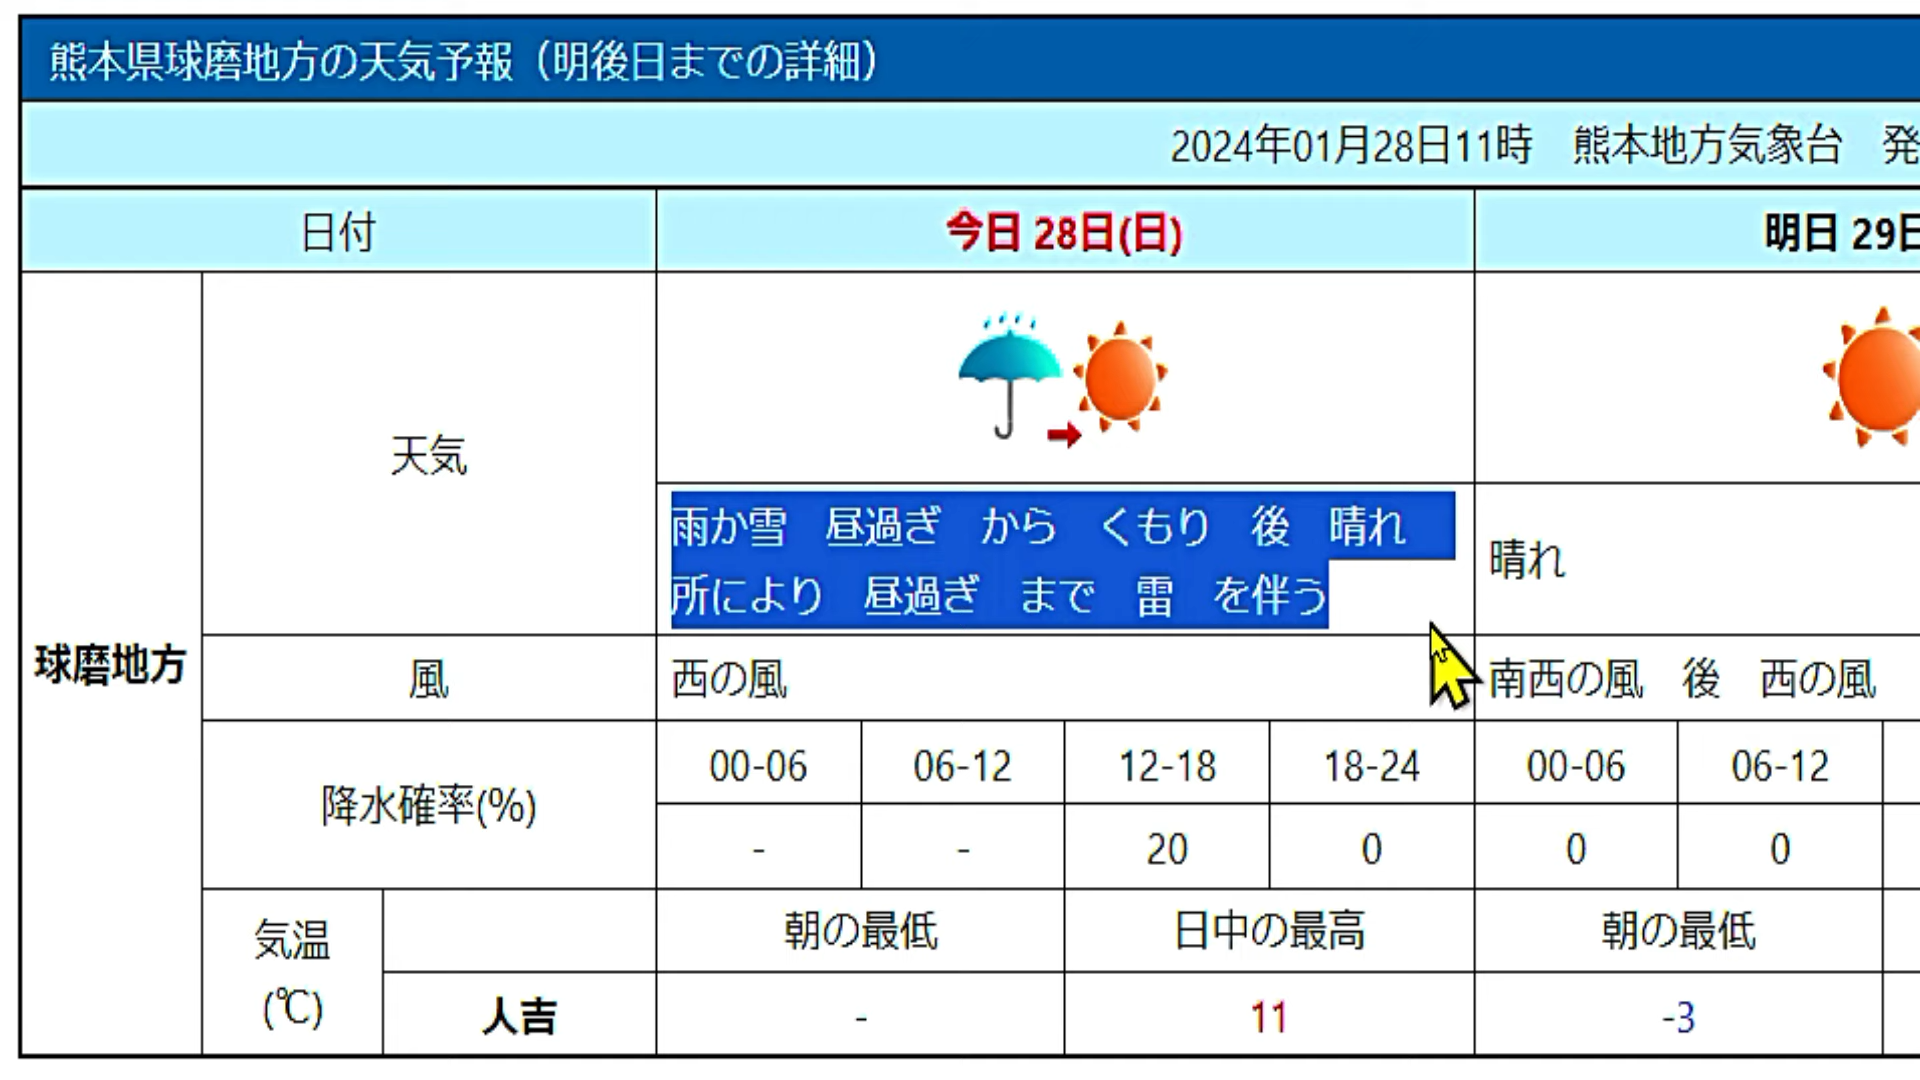 熊本県球磨地方の天気予報（明後日までの詳細）
2024年01月28日11時　熊本地方気象台　発
日付　今日 28日(日)　明日 29日
球磨地方
天気
雨か雪　昼過ぎ　から　くもり　後　晴れ
所により　昼過ぎ　まで　雷　を伴う
晴れ
風　西の風　南西の風　後　西の風
降水確率(%)
00-06　06-12　12-18　18-24　00-06　06-12
-　-　20　0　0　0
気温
(℃)
朝の最低　日中の最高　朝の最低
人吉　-　11　-3